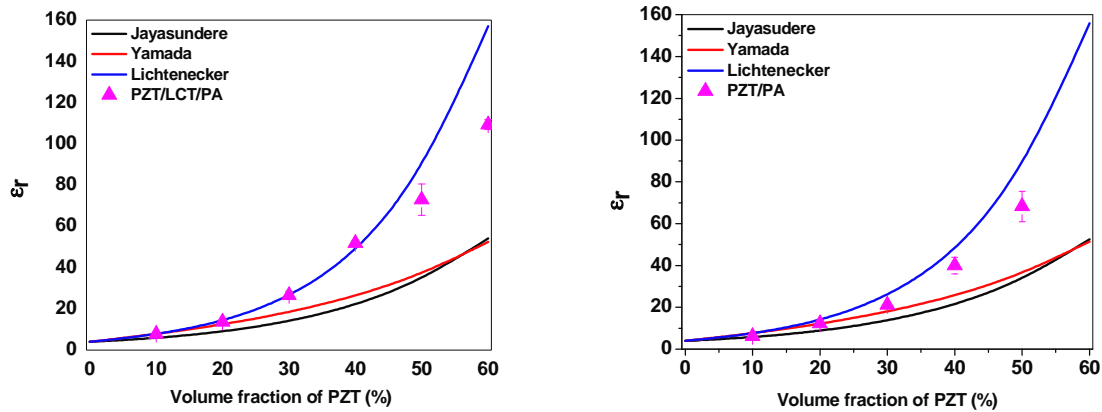 160
140
120
100
80
60
40
20
0
εr
Jayasundere
Yamada
Lichtenecker
PZT/LCT/PA
0 10 20 30 40 50 60
Volume fraction of PZT (%)
160
140
120
100
80
60
40
20
0
εr
Jayasudere
Yamada
Lichtenecker
PZT/PA
0 10 20 30 40 50 60
Volume fraction of PZT (%)